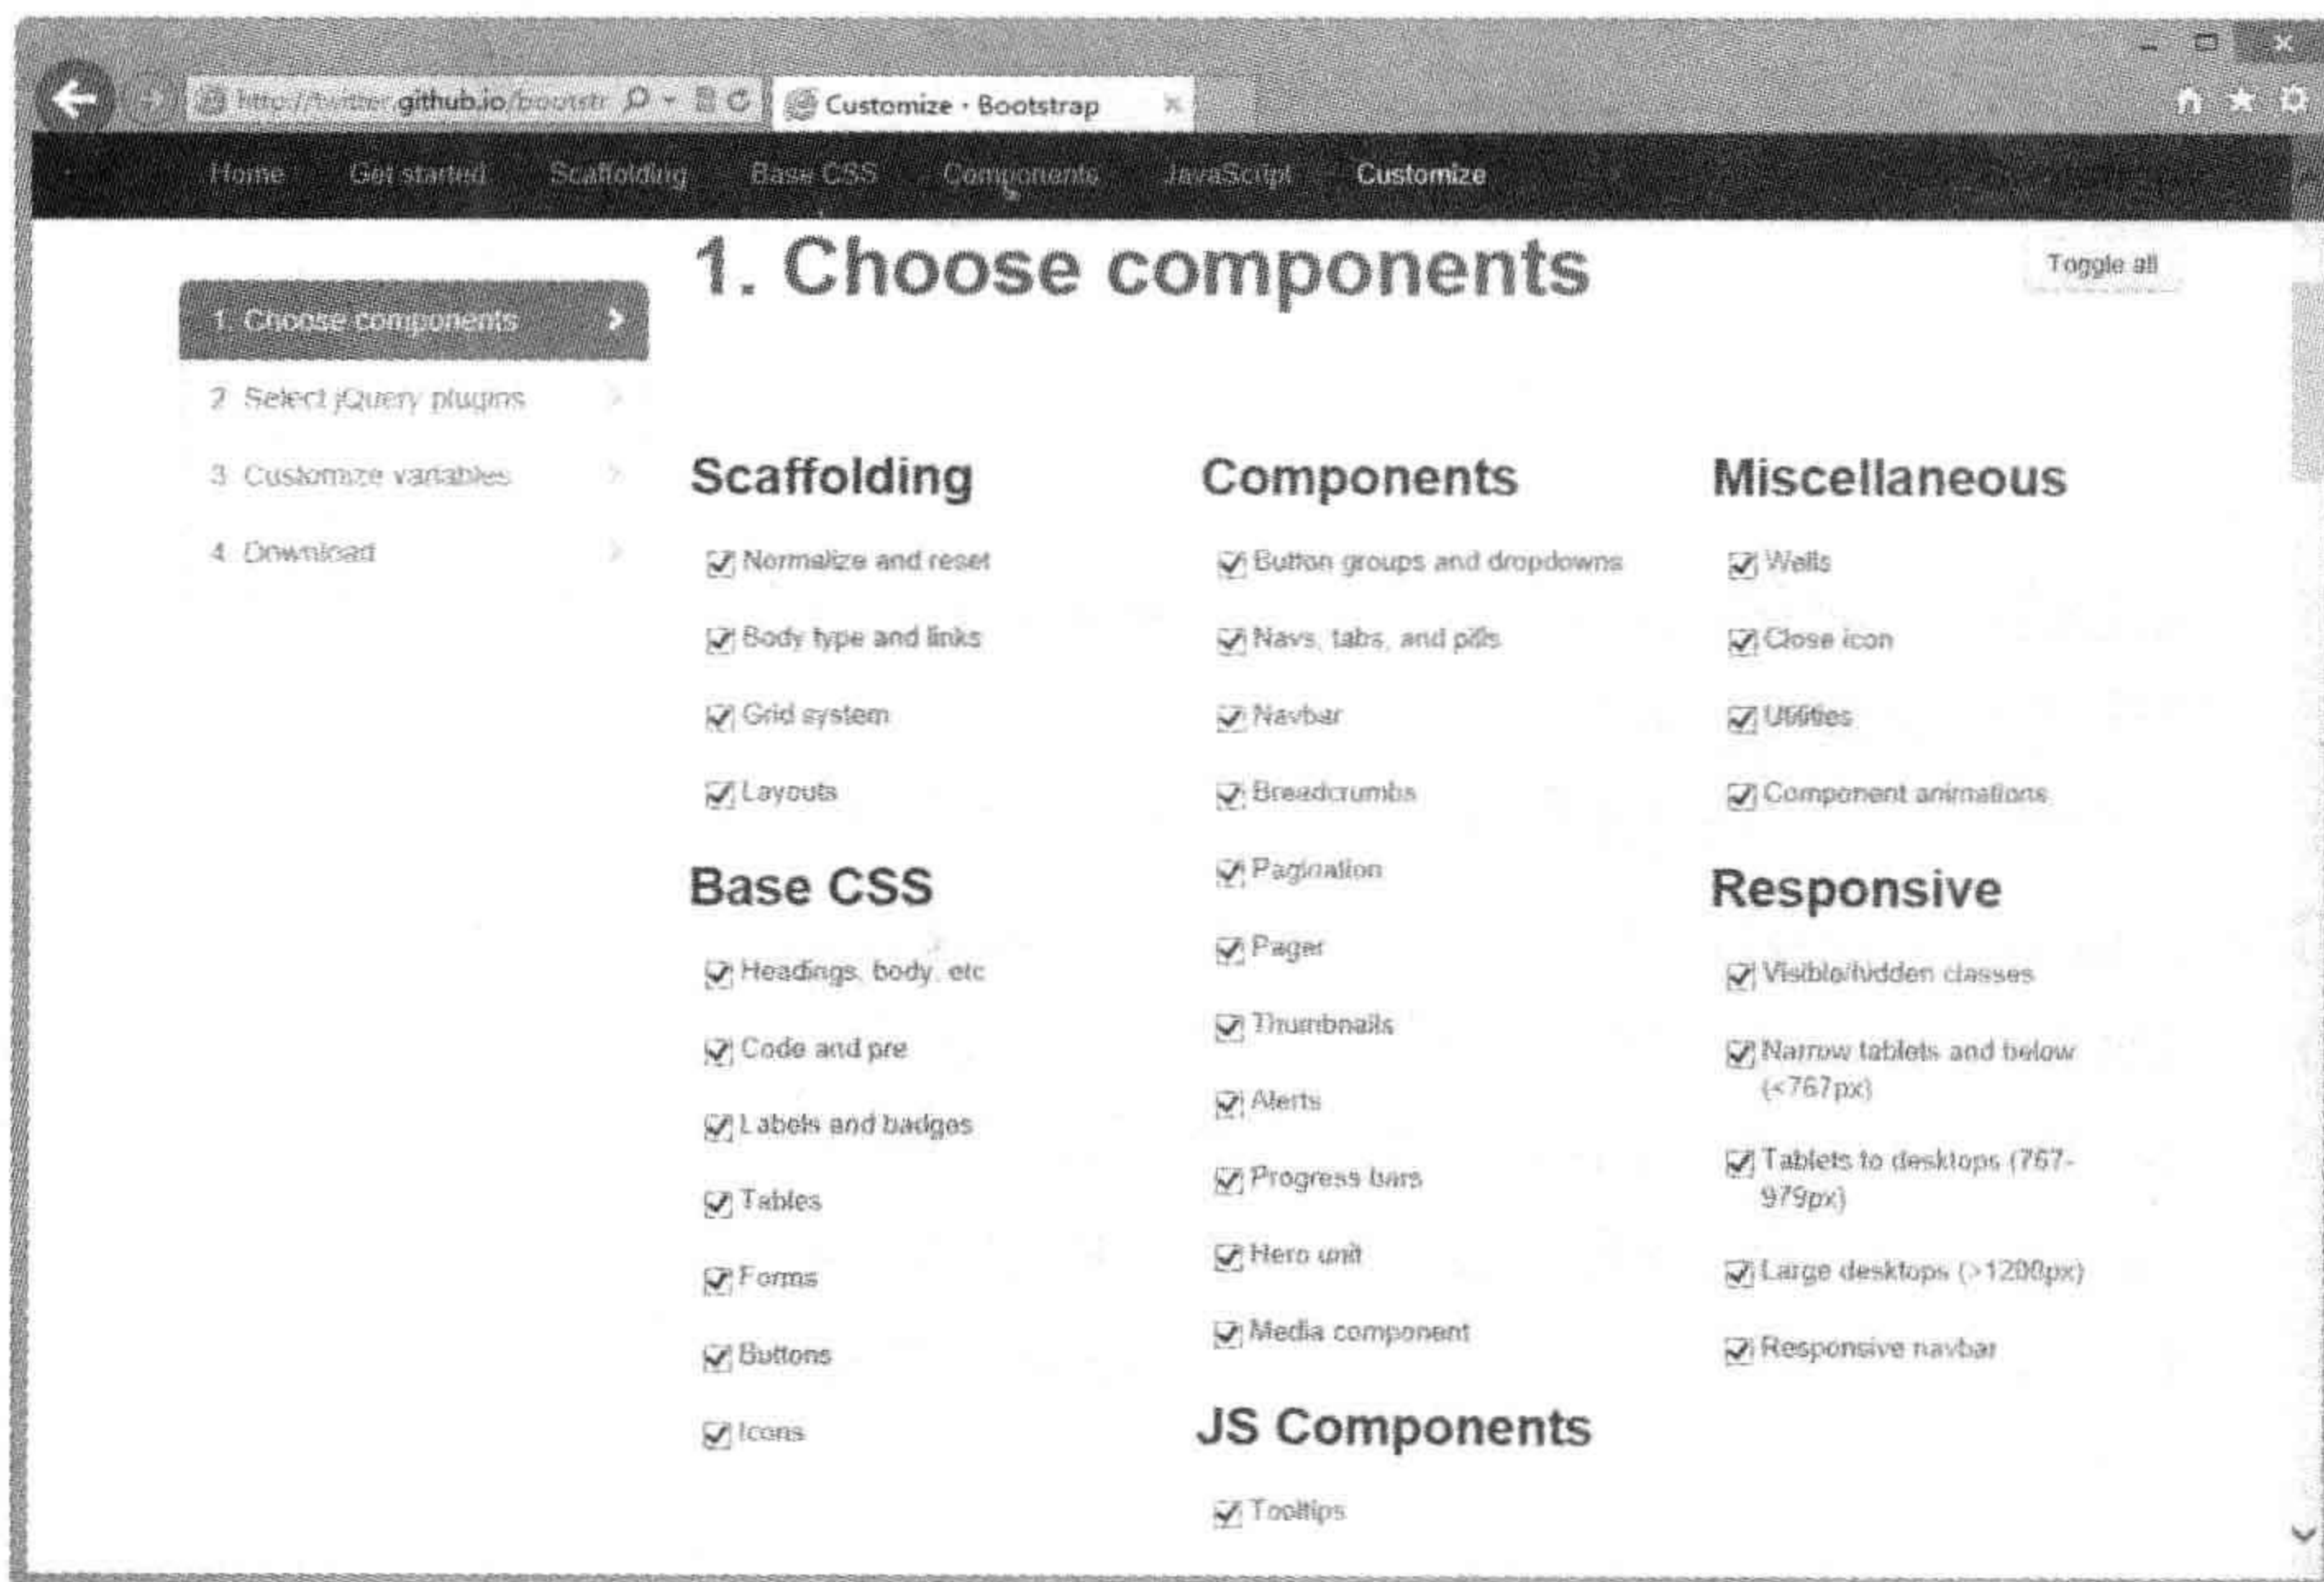 http://twitter.github.io/bootstr
Customize · Bootstrap
Home Get started Scaffolding Base CSS Components JavaScript Customize
1. Choose components
Toggle all
1. Choose components
2. Select jQuery plugins
3. Customize variables
4. Download
Scaffolding
Normalize and reset
Body type and links
Grid system
Layouts
Base CSS
Headings, body, etc
Code and pre
Labels and badges
Tables
Forms
Buttons
Icons
Components
Button groups and dropdowns
Navs, tabs, and pills
Navbar
Breadcrumbs
Pagination
Pager
Thumbnails
Alerts
Progress bars
Hero unit
Media component
JS Components
Tooltips
Miscellaneous
Wells
Close icon
Utilities
Component animations
Responsive
Visible/hidden classes
Narrow tablets and below
(<767px)
Tablets to desktops (767-
979px)
Large desktops (>1200px)
Responsive navbar